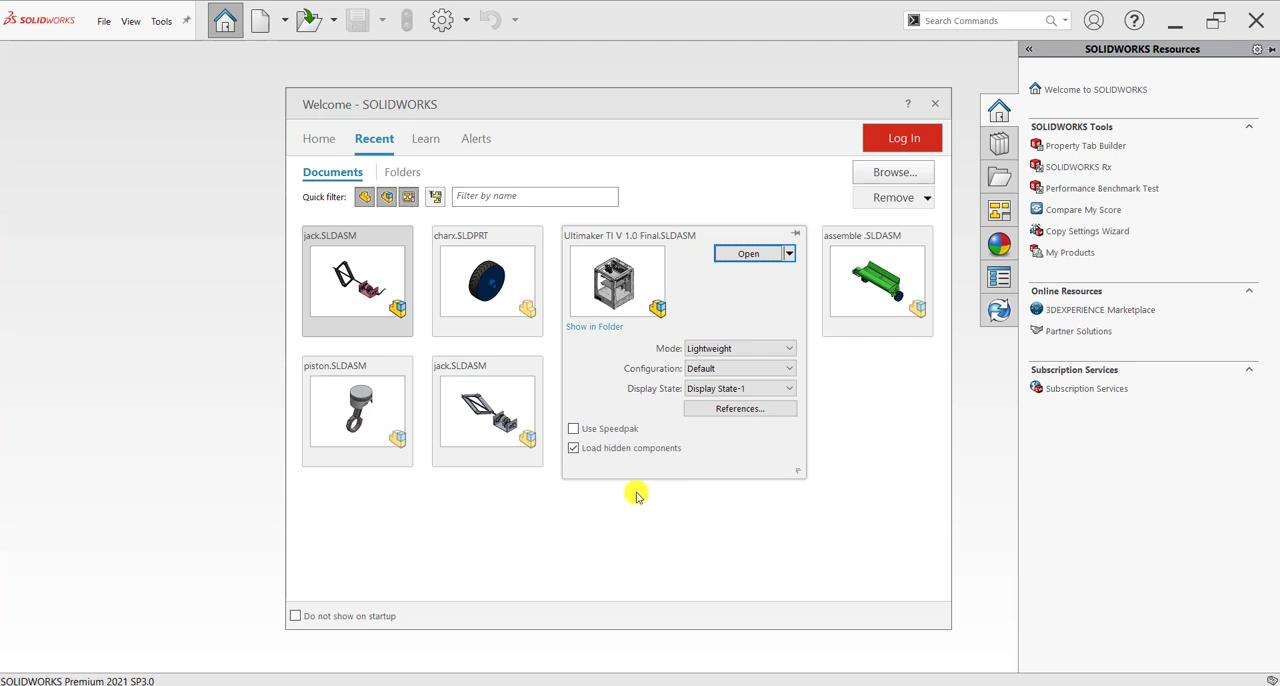 SOLIDWORKS File View Tools Search Commands
SOLIDWORKS Resources
Welcome to SOLIDWORKS
SOLIDWORKS Tools
Property Tab Builder
SOLIDWORKS Rx
Performance Benchmark Test
Compare My Score
Copy Settings Wizard
My Products
Online Resources
3DEXPERIENCE Marketplace
Partner Solutions
Subscription Services
Subscription Services
Welcome - SOLIDWORKS ?
Home Recent Learn Alerts Log In
Documents Folders Browse...
Quick filter: Filter by name Remove
jack.SLDASM charx.SLDPRT Ultimaker TI V 1.0 Final.SLDASM assemble .SLDASM
Open
Show in Folder
Mode: Lightweight
Configuration: Default
Display State: Display State-1
References...
Use Speedpak
Load hidden components
piston.SLDASM jack.SLDASM
Do not show on startup
SOLIDWORKS Premium 2021 SP3.0